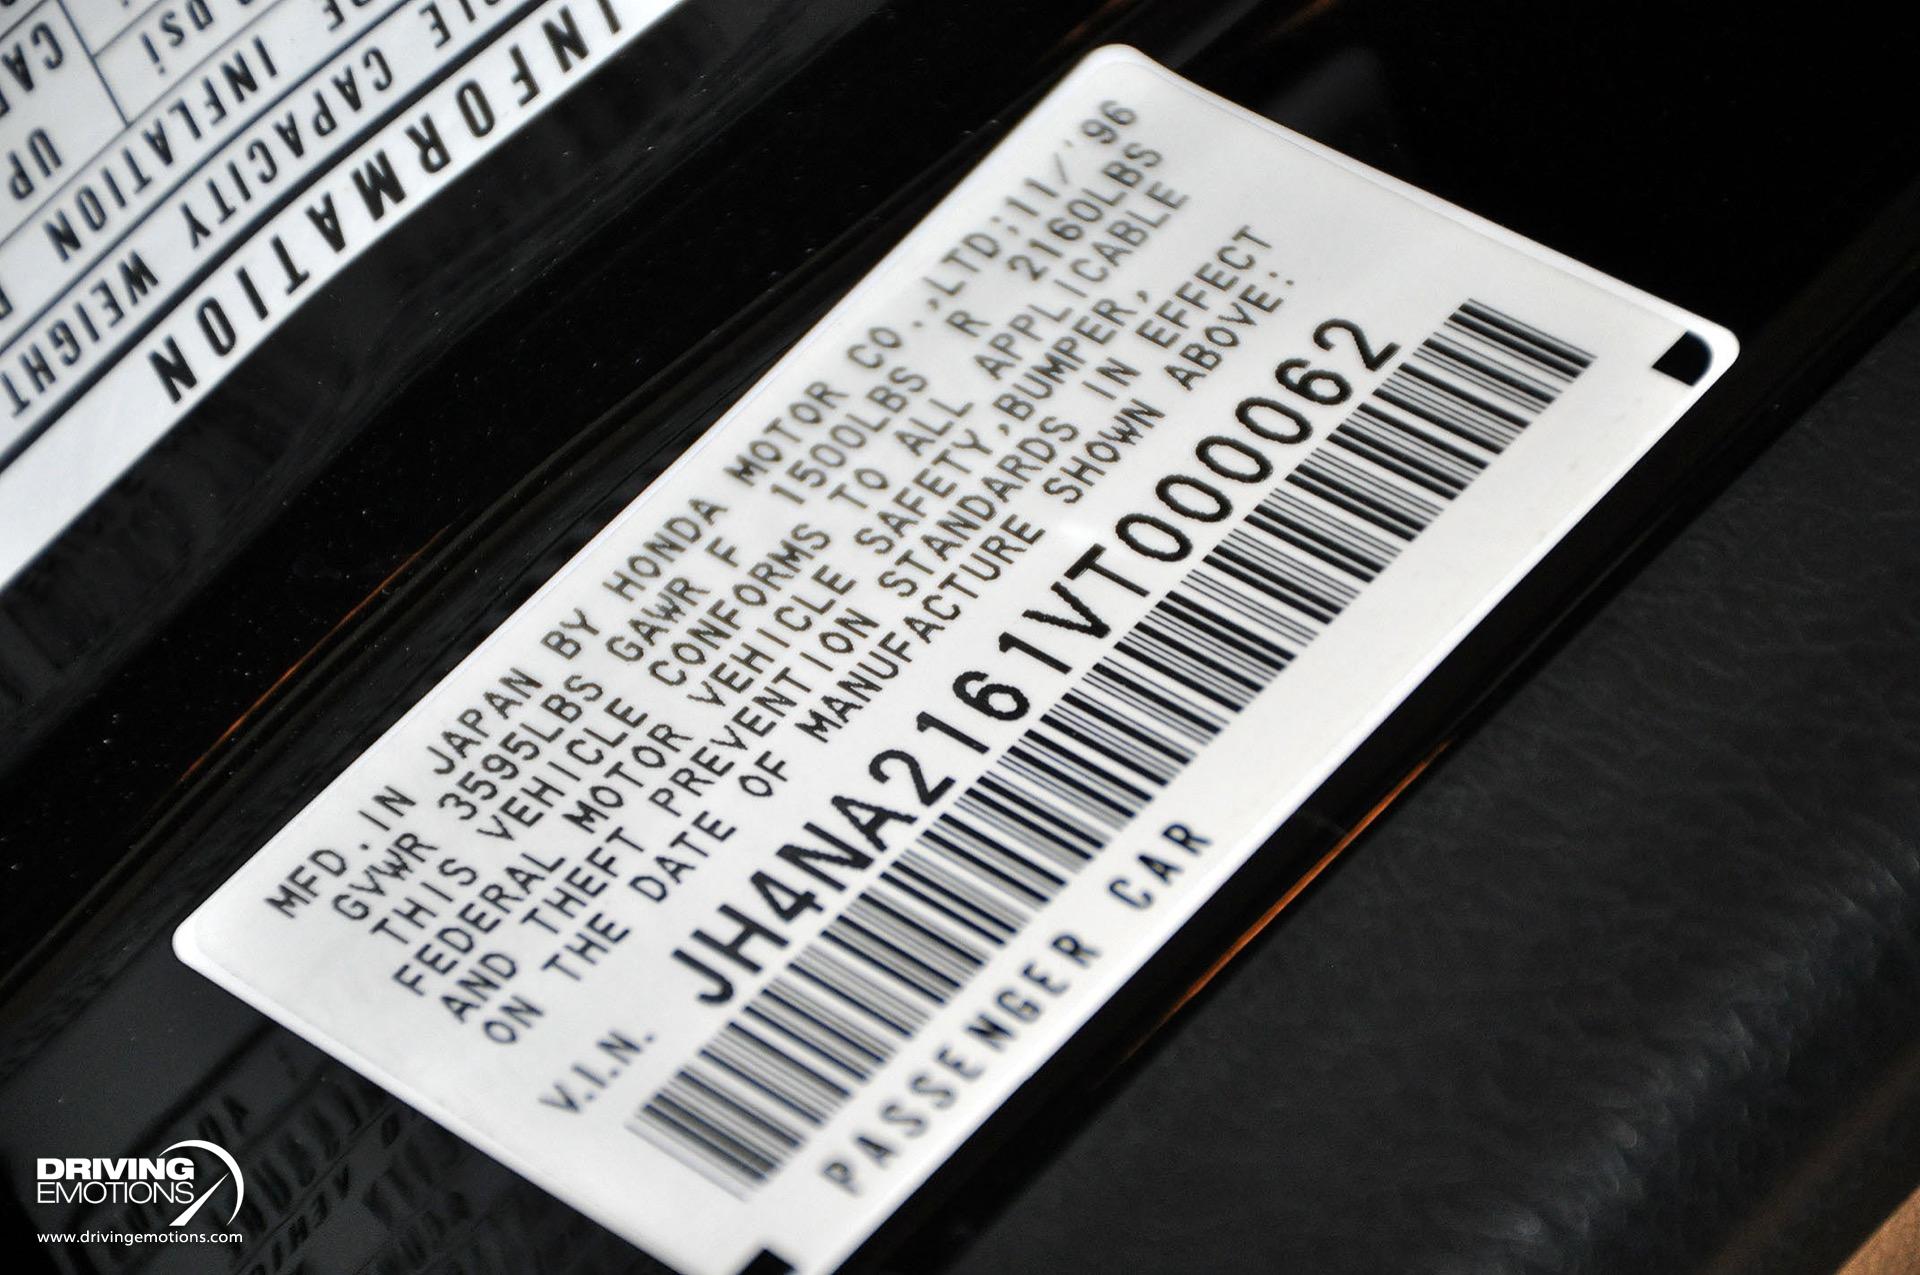 INFORMATION
CAPACITY WEIGHT
INFLATION
UP
psi
MFD.IN JAPAN BY HONDA MOTOR CO.,LTD;11/'96
GVWR 3595LBS GAWR F 1500LBS R 2160LBS
THIS VEHICLE CONFORMS TO ALL APPLICABLE
FEDERAL MOTOR VEHICLE SAFETY,BUMPER,
AND THEFT PREVENTION STANDARDS IN EFFECT
ON THE DATE OF MANUFACTURE SHOWN ABOVE:
V.I.N. JH4NA2161VT000062
PASSENGER CAR
DRIVING
EMOTIONS
www.drivingemotions.com